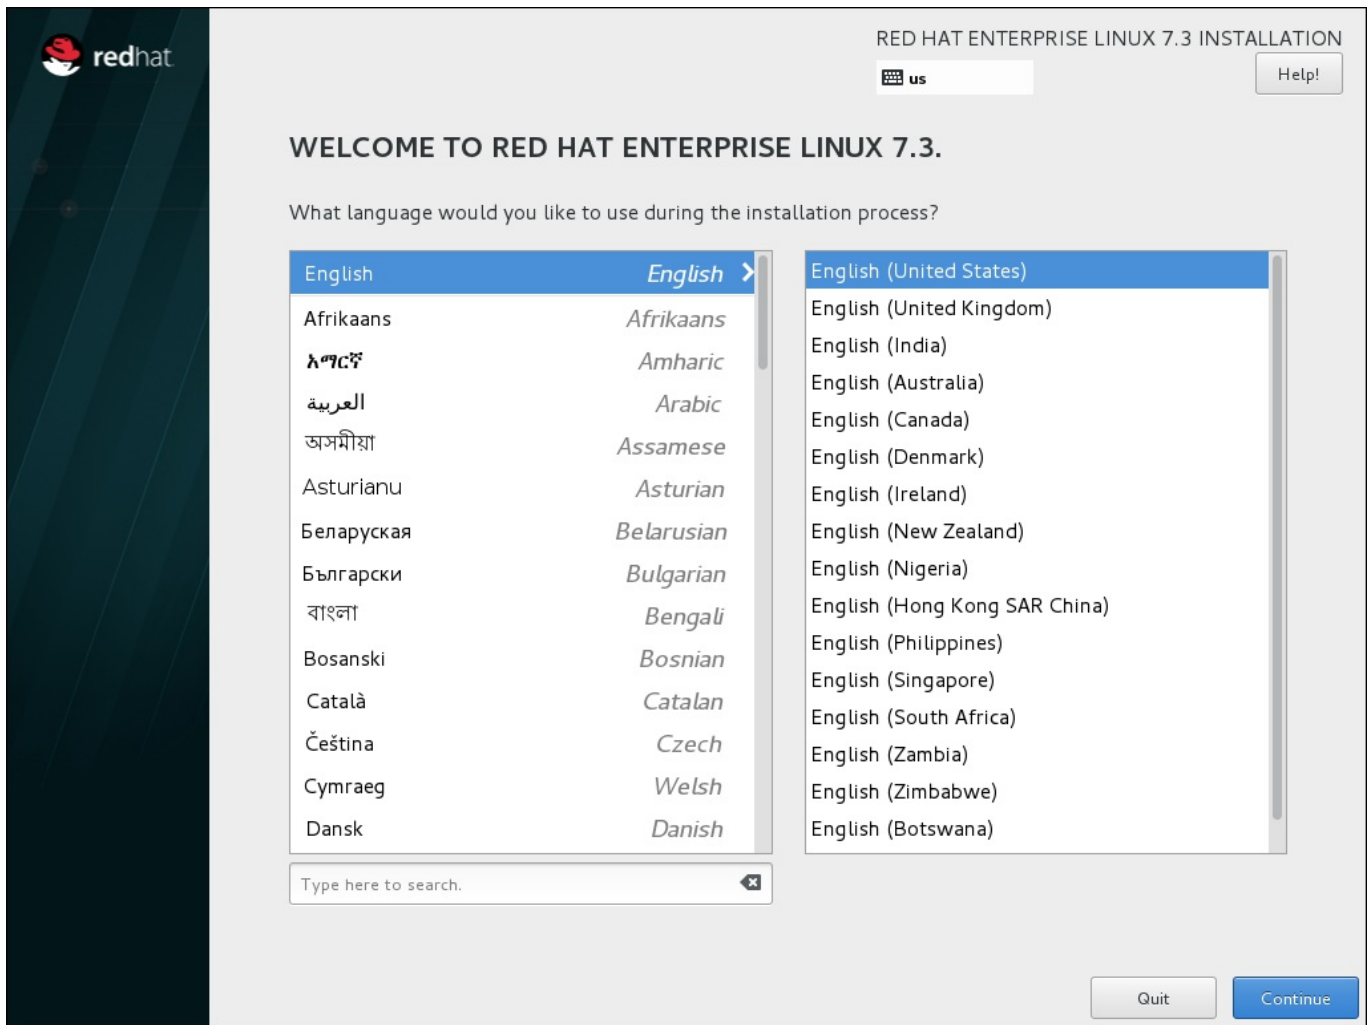 redhat.
RED HAT ENTERPRISE LINUX 7.3 INSTALLATION
us
Help!
WELCOME TO RED HAT ENTERPRISE LINUX 7.3.
What language would you like to use during the installation process?
English English
Afrikaans Afrikaans
አማርኛ Amharic
العربية Arabic
অসমীয়া Assamese
Asturianu Asturian
Беларуская Belarusian
Български Bulgarian
বাংলা Bengali
Bosanski Bosnian
Català Catalan
Čeština Czech
Cymraeg Welsh
Dansk Danish
English (United States)
English (United Kingdom)
English (India)
English (Australia)
English (Canada)
English (Denmark)
English (Ireland)
English (New Zealand)
English (Nigeria)
English (Hong Kong SAR China)
English (Philippines)
English (Singapore)
English (South Africa)
English (Zambia)
English (Zimbabwe)
English (Botswana)
Type here to search.
Quit
Continue